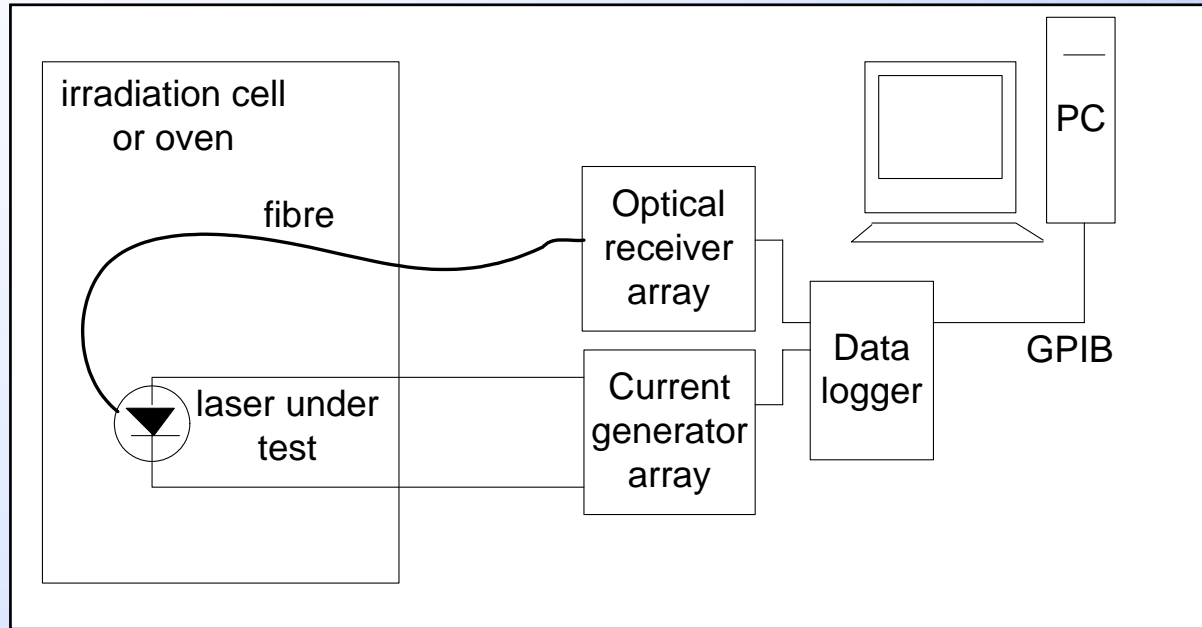 irradiation cell
or oven
fibre
laser under
test
Optical
receiver
array
Current
generator
array
Data
logger
PC
GPIB